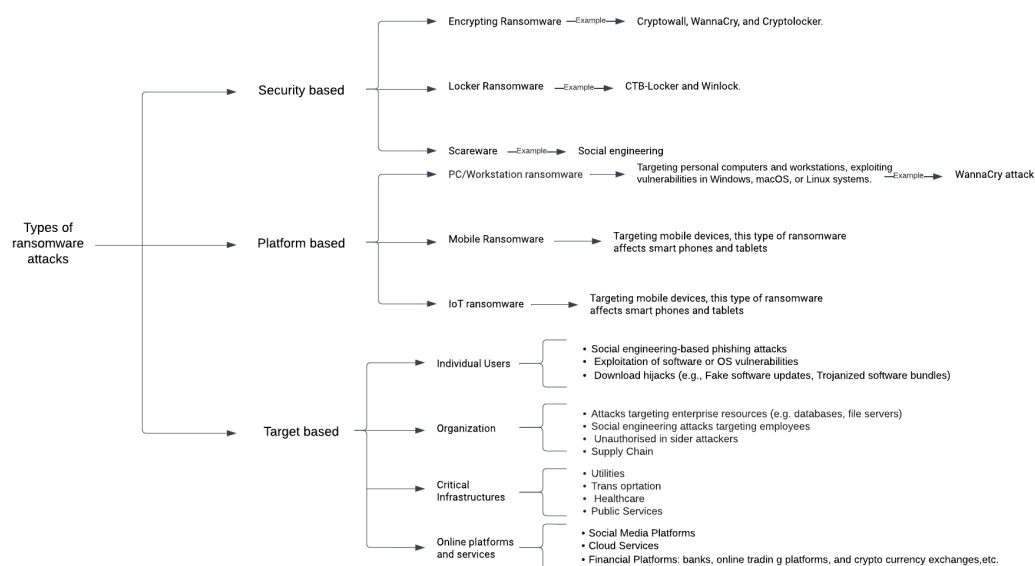 Encrypting Ransomware
Example
Cryptowall, WannaCry, and Cryptolocker.
Security based
Locker Ransomware
Example
CTB-Locker and Winlock.
Scareware
Example
Social engineering
Types of
ransomware
attacks
Platform based
PC/Workstation ransomware
Targeting personal computers and workstations, exploiting
vulnerabilities in Windows, macOS, or Linux systems.
Example
WannaCry attack
Mobile Ransomware
Targeting mobile devices, this type of ransomware
affects smart phones and tablets
IoT ransomware
Targeting mobile devices, this type of ransomware
affects smart phones and tablets
Target based
Individual Users
• Social engineering-based phishing attacks
• Exploitation of software or OS vulnerabilities
• Download hijacks (e.g., Fake software updates, Trojanized software bundles)
Organization
• Attacks targeting enterprise resources (e.g. databases, file servers)
• Social engineering attacks targeting employees
• Unauthorised in sider attackers
• Supply Chain
Critical
Infrastructures
• Utilities
• Trans oprtation
• Healthcare
• Public Services
Online platforms
and services
• Social Media Platforms
• Cloud Services
• Financial Platforms: banks, online tradin g platforms, and crypto currency exchanges,etc.